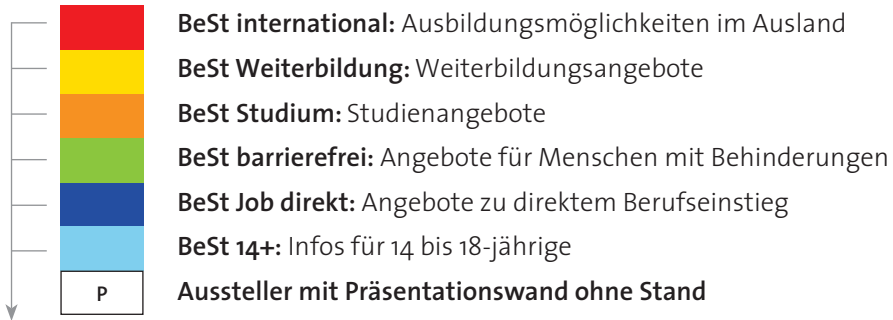 BeSt international: Ausbildungsmöglichkeiten im Ausland
BeSt Weiterbildung: Weiterbildungsangebote
BeSt Studium: Studienangebote
BeSt barrierefrei: Angebote für Menschen mit Behinderungen
BeSt Job direkt: Angebote zu direktem Berufseinstieg
BeSt 14+: Infos für 14 bis 18-jährige
P Aussteller mit Präsentationswand ohne Stand